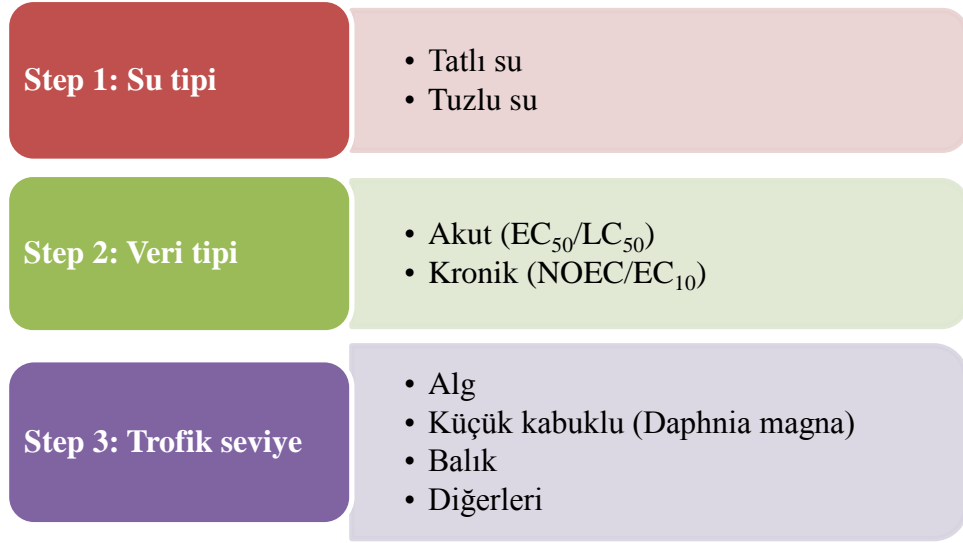 Step 1: Su tipi
• Tatlı su
• Tuzlu su
Step 2: Veri tipi
• Akut (EC₅₀/LC₅₀)
• Kronik (NOEC/EC₁₀)
Step 3: Trofik seviye
• Alg
• Küçük kabuklu (Daphnia magna)
• Balık
• Diğerleri